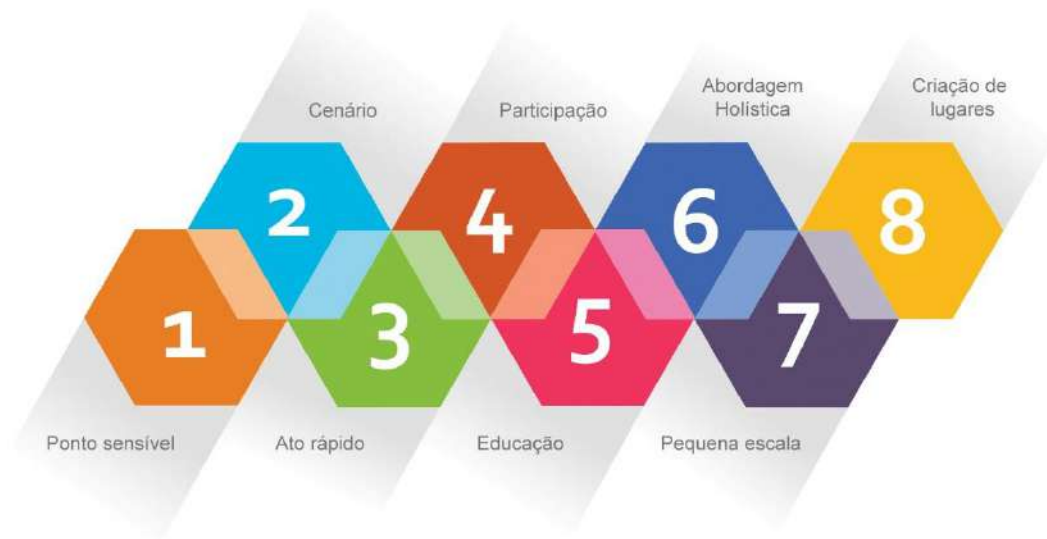 Cenário
Participação
Abordagem
Holística
Criação de
lugares
2
4
6
8
1
3
5
7
Ponto sensível
Ato rápido
Educação
Pequena escala